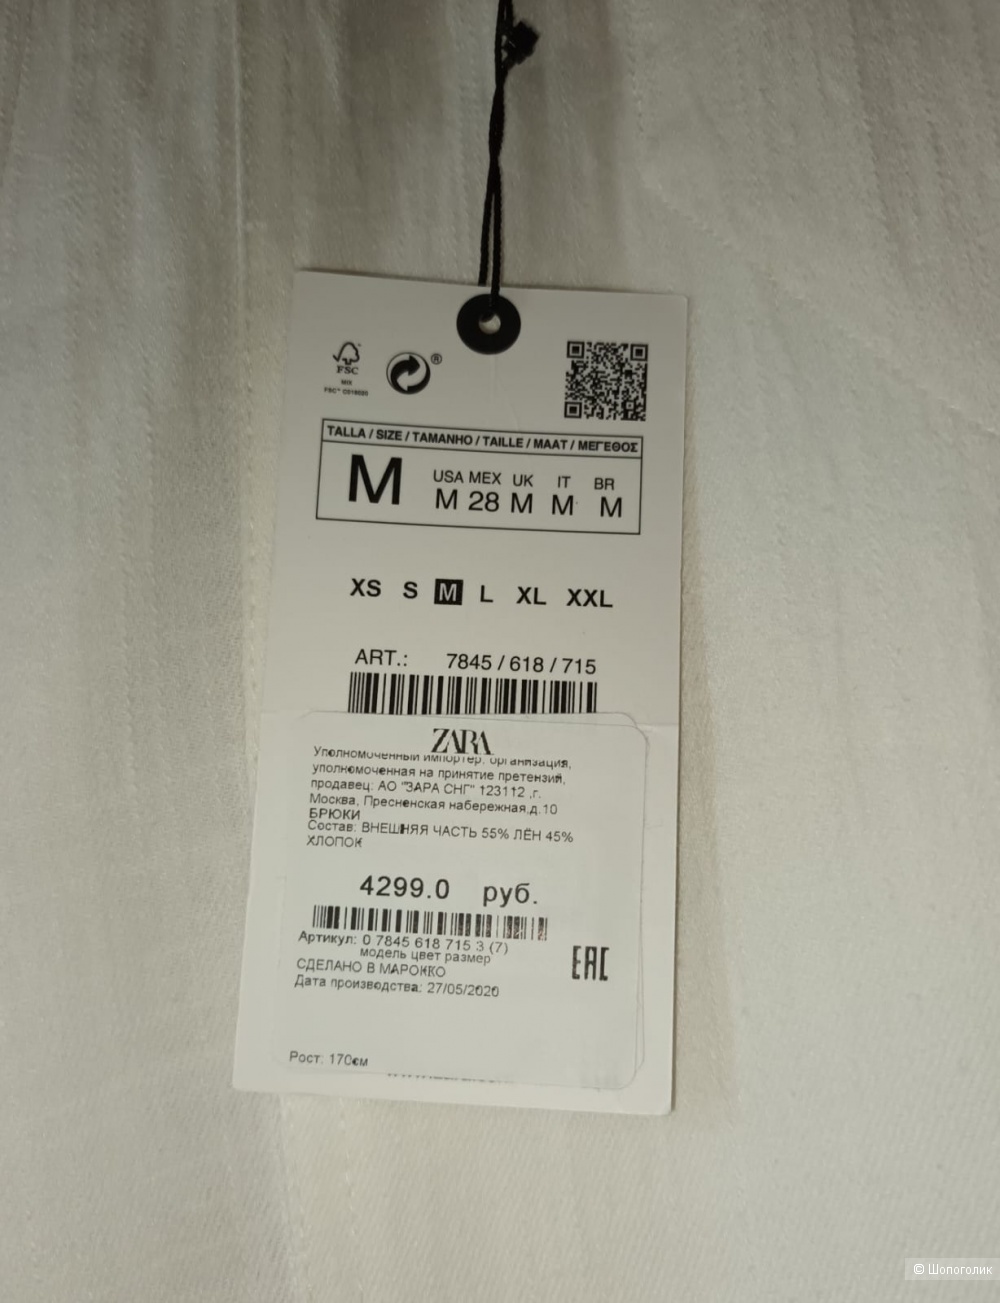 FSC
MIX
®
TALLA / SIZE / TAMANHO / TAILLE / MAAT / ΜΕΓΕΘΟΣ
M
USA MEX UK IT BR
M 28 M M M
XS S M L XL XXL
ART.: 7845 / 618 / 715
ZARA
Уполномоченный импортер, организация,
уполномоченная на принятие претензий,
продавец: АО "ЗАРА СНГ" 123112 ,г.
Москва, Пресненская набережная,д.10
БРЮКИ
Состав: ВНЕШНЯЯ ЧАСТЬ 55% ЛЁН 45%
ХЛОПОК
4299.0 руб.
Артикул: 0 7845 618 715 3 (7)
модель цвет размер
СДЕЛАНО В МАРОККО
Дата производства: 27/05/2020
EAC
Рост: 170см
© Шопоголик